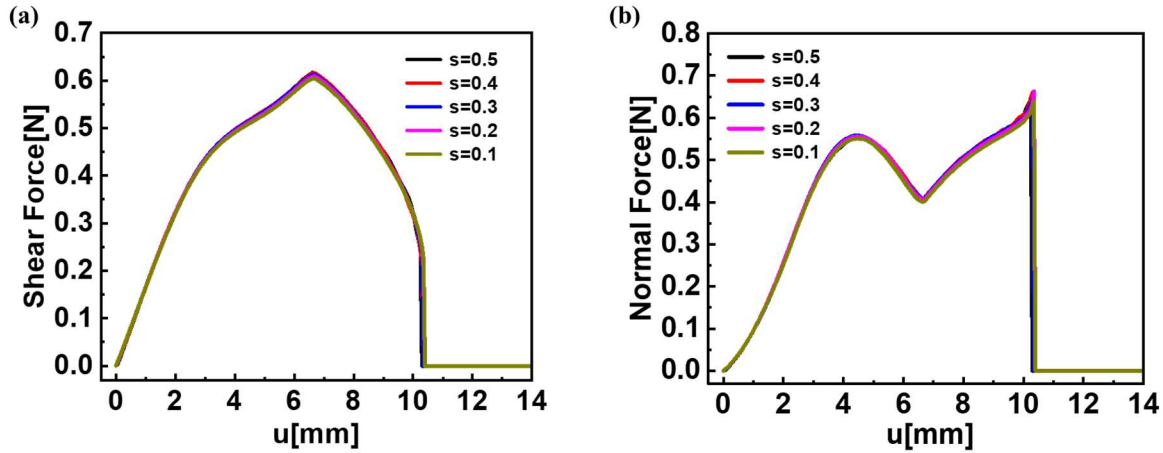 (a)
Shear Force[N]
0.7
0.6
0.5
0.4
0.3
0.2
0.1
0.0
s=0.5
s=0.4
s=0.3
s=0.2
s=0.1
0 2 4 6 8 10 12 14
u[mm]
(b)
Normal Force[N]
0.8
0.7
0.6
0.5
0.4
0.3
0.2
0.1
0.0
s=0.5
s=0.4
s=0.3
s=0.2
s=0.1
0 2 4 6 8 10 12 14
u[mm]